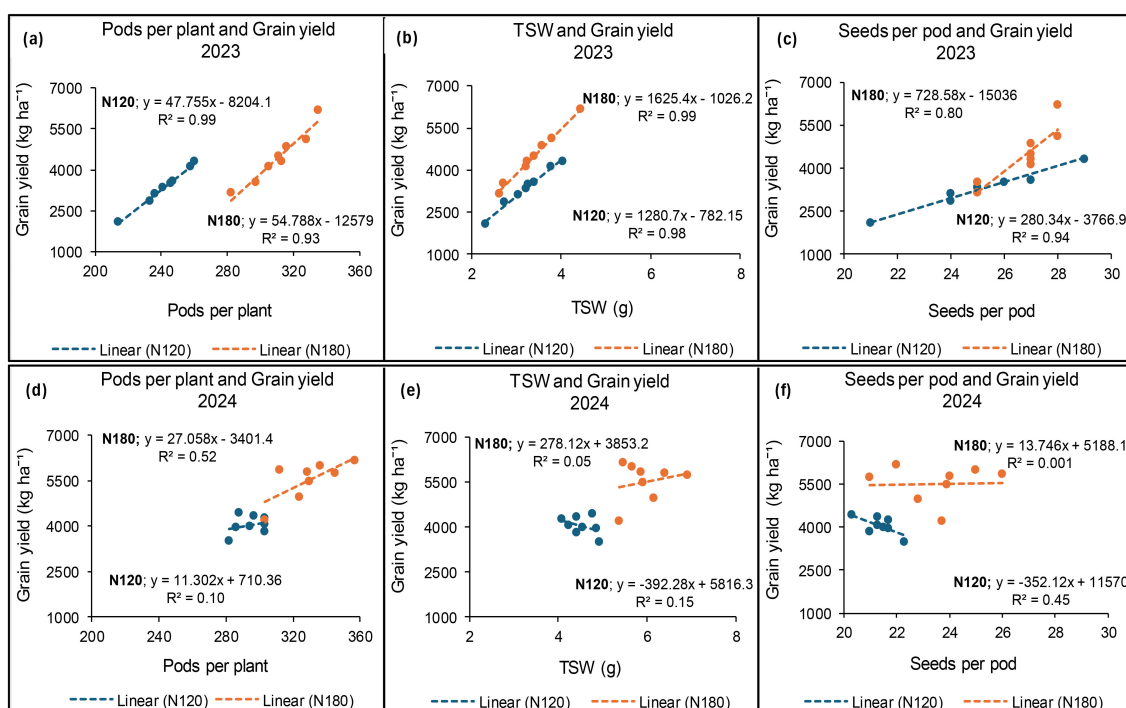 (a)
Pods per plant and Grain yield
2023
Grain yield (kg ha⁻¹)
7000
5500
4000
2500
1000
N120; y = 47.755x - 8204.1
R² = 0.99
N180; y = 54.788x - 12579
R² = 0.93
200
240
280
320
360
Pods per plant
Linear (N120)
Linear (N180)
(b)
TSW and Grain yield
2023
Grain yield (kg ha⁻¹)
7000
5500
4000
2500
1000
N180; y = 1625.4x - 1026.2
R² = 0.99
N120; y = 1280.7x - 782.15
R² = 0.98
2
4
6
8
TSW (g)
Linear (N120)
Linear (N180)
(c)
Seeds per pod and Grain yield
2023
Grain yield (kg ha⁻¹)
7000
5500
4000
2500
1000
N180; y = 728.58x - 15036
R² = 0.80
N120; y = 280.34x - 3766.9
R² = 0.94
20
22
24
26
28
30
Seeds per pod
Linear (N120)
Linear (N180)
(d)
Pods per plant and Grain yield
2024
Grain yield (kg ha⁻¹)
7000
5500
4000
2500
1000
N180; y = 27.058x - 3401.4
R² = 0.52
N120; y = 11.302x + 710.36
R² = 0.10
200
240
280
320
360
Pods per plant
Linear (N120)
Linear (N180)
(e)
TSW and Grain yield
2024
Grain yield (kg ha⁻¹)
7000
5500
4000
2500
1000
N180; y = 278.12x + 3853.2
R² = 0.05
N120; y = -392.28x + 5816.3
R² = 0.15
2
4
6
8
TSW (g)
Linear (N120)
Linear (N180)
(f)
Seeds per pod and Grain yield
2024
Grain yield (kg ha⁻¹)
7000
5500
4000
2500
1000
N180; y = 13.746x + 5188.1
R² = 0.001
N120; y = -352.12x + 11570
R² = 0.45
20
22
24
26
28
30
Seeds per pod
Linear (N120)
Linear (N180)